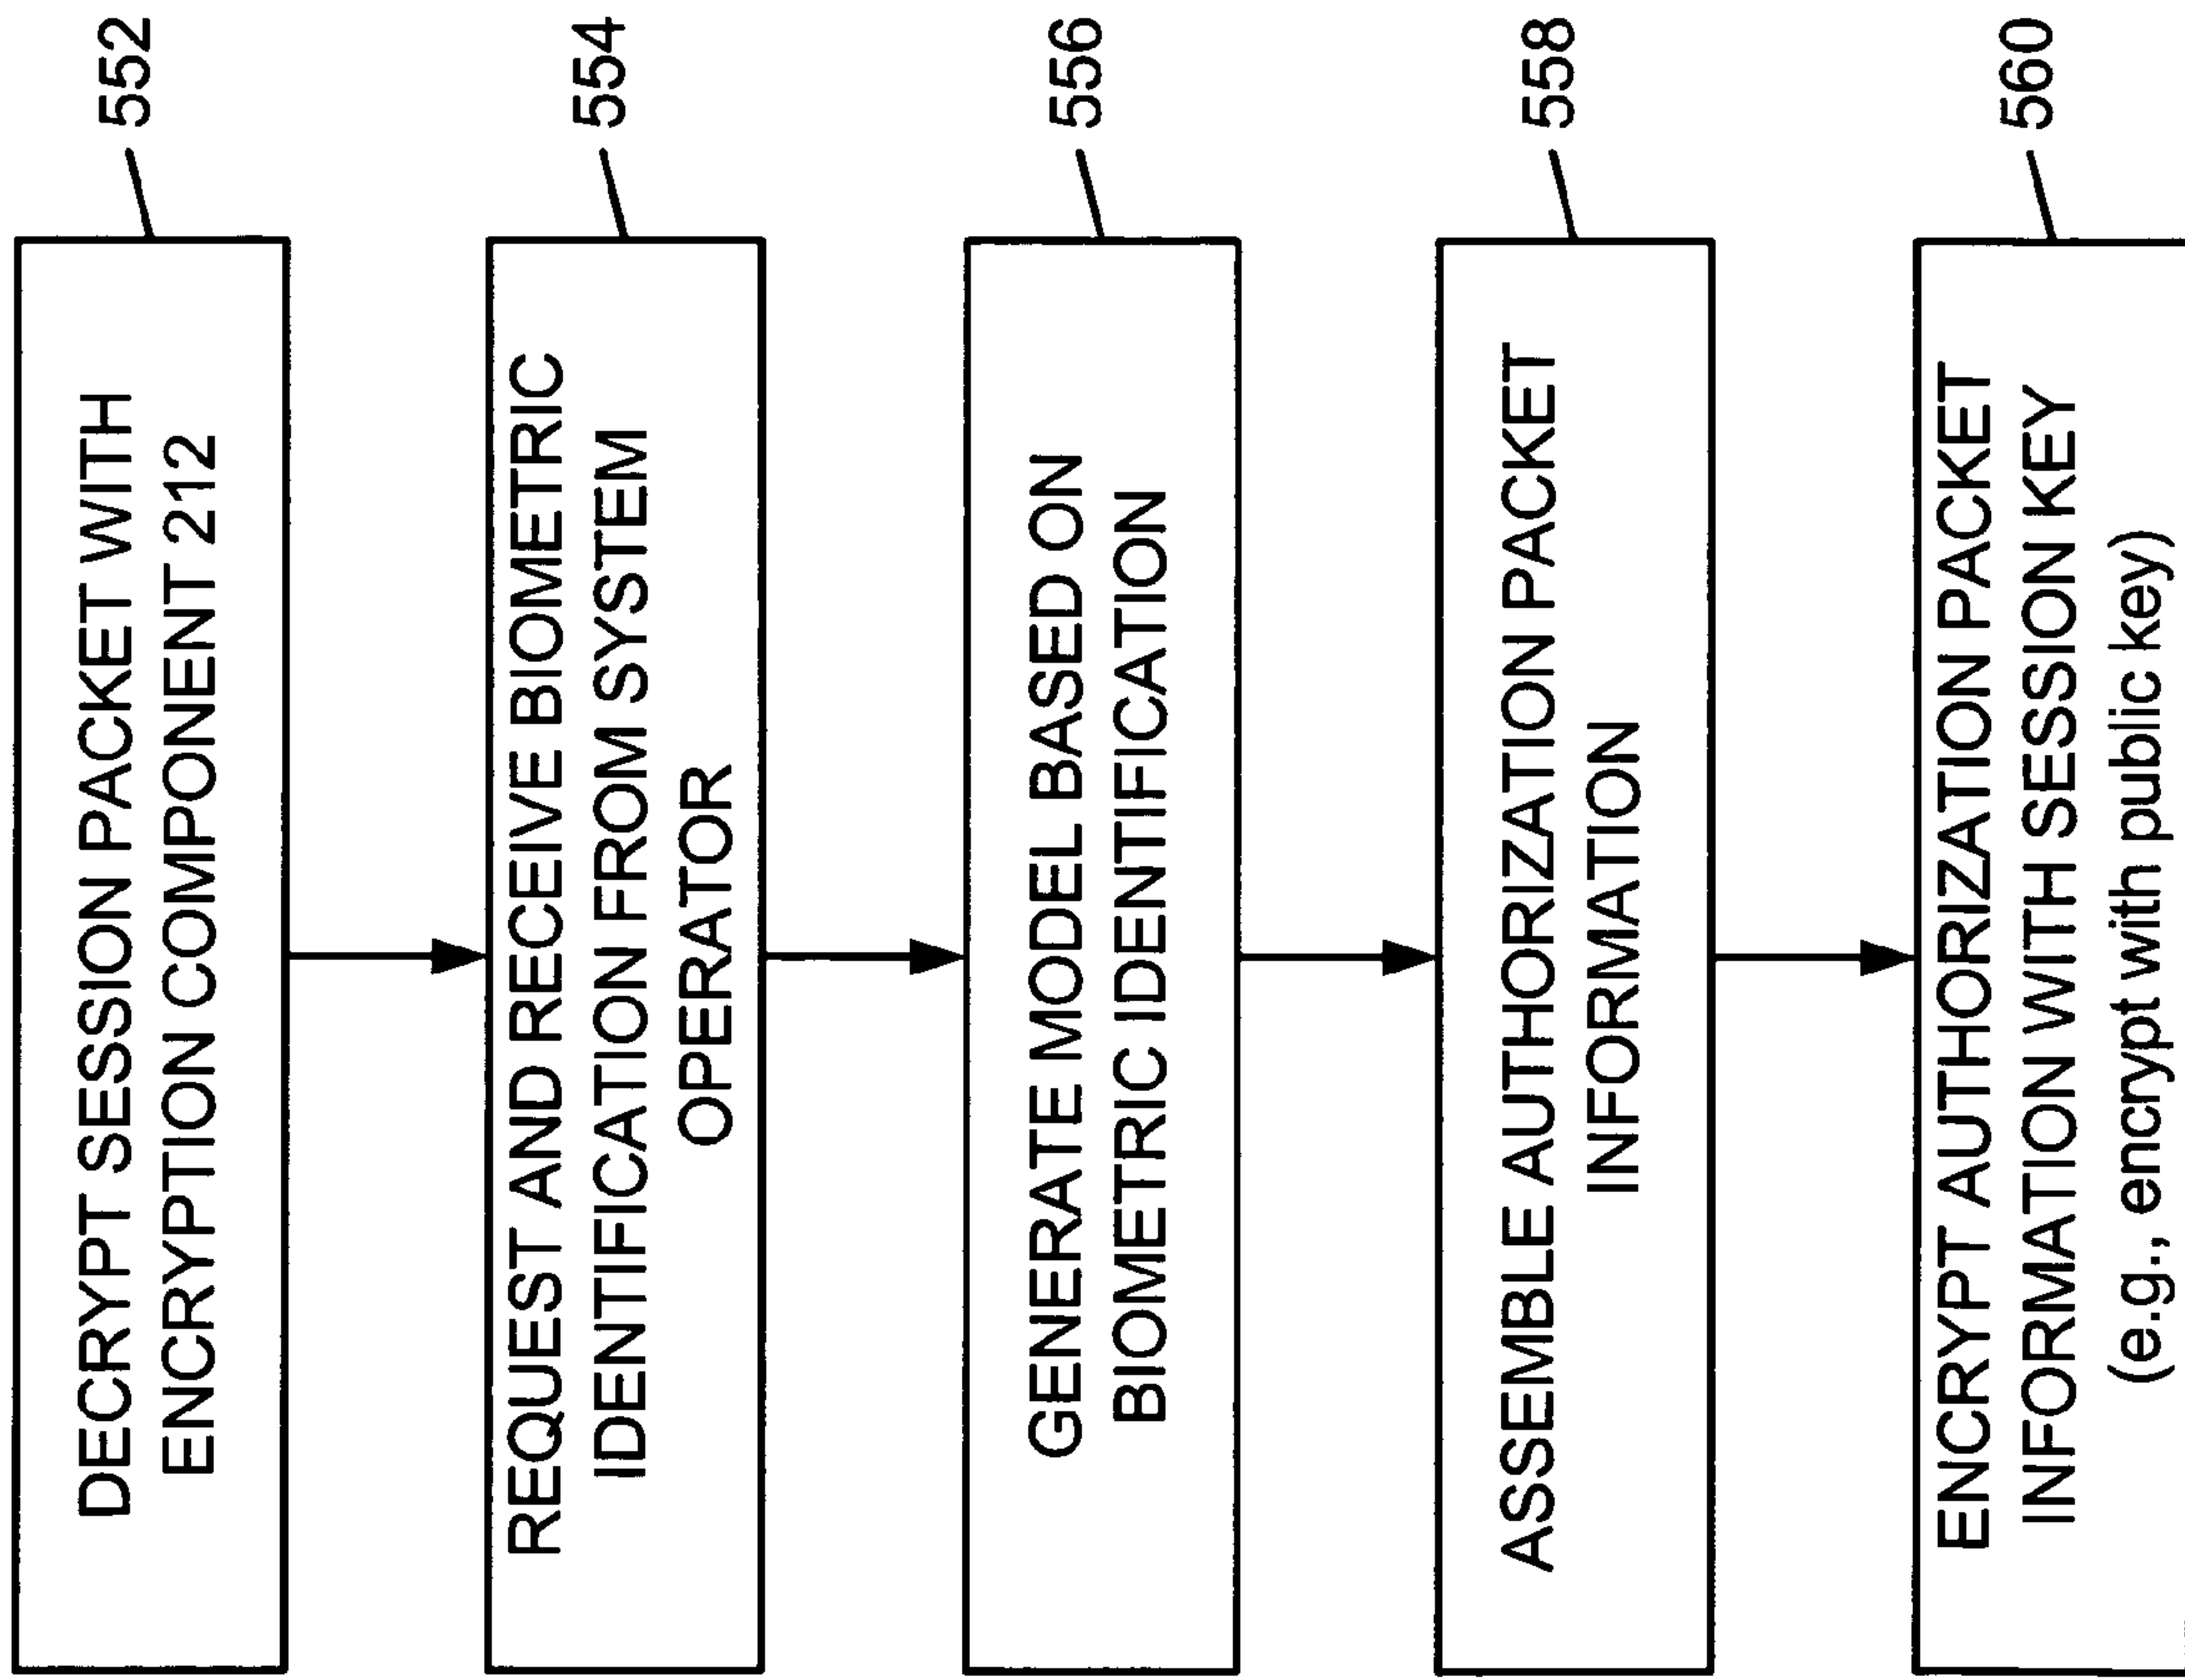 DECRYPT SESSION PACKET WITH
ENCRYPTION COMPONENT 212
552
REQUEST AND RECEIVE BIOMETRIC
IDENTIFICATION FROM SYSTEM
OPERATOR
554
GENERATE MODEL BASED ON
BIOMETRIC IDENTIFICATION
556
ASSEMBLE AUTHORIZATION PACKET
INFORMATION
558
ENCRYPT AUTHORIZATION PACKET
INFORMATION WITH SESSION KEY
(e.g., encrypt with public key)
560